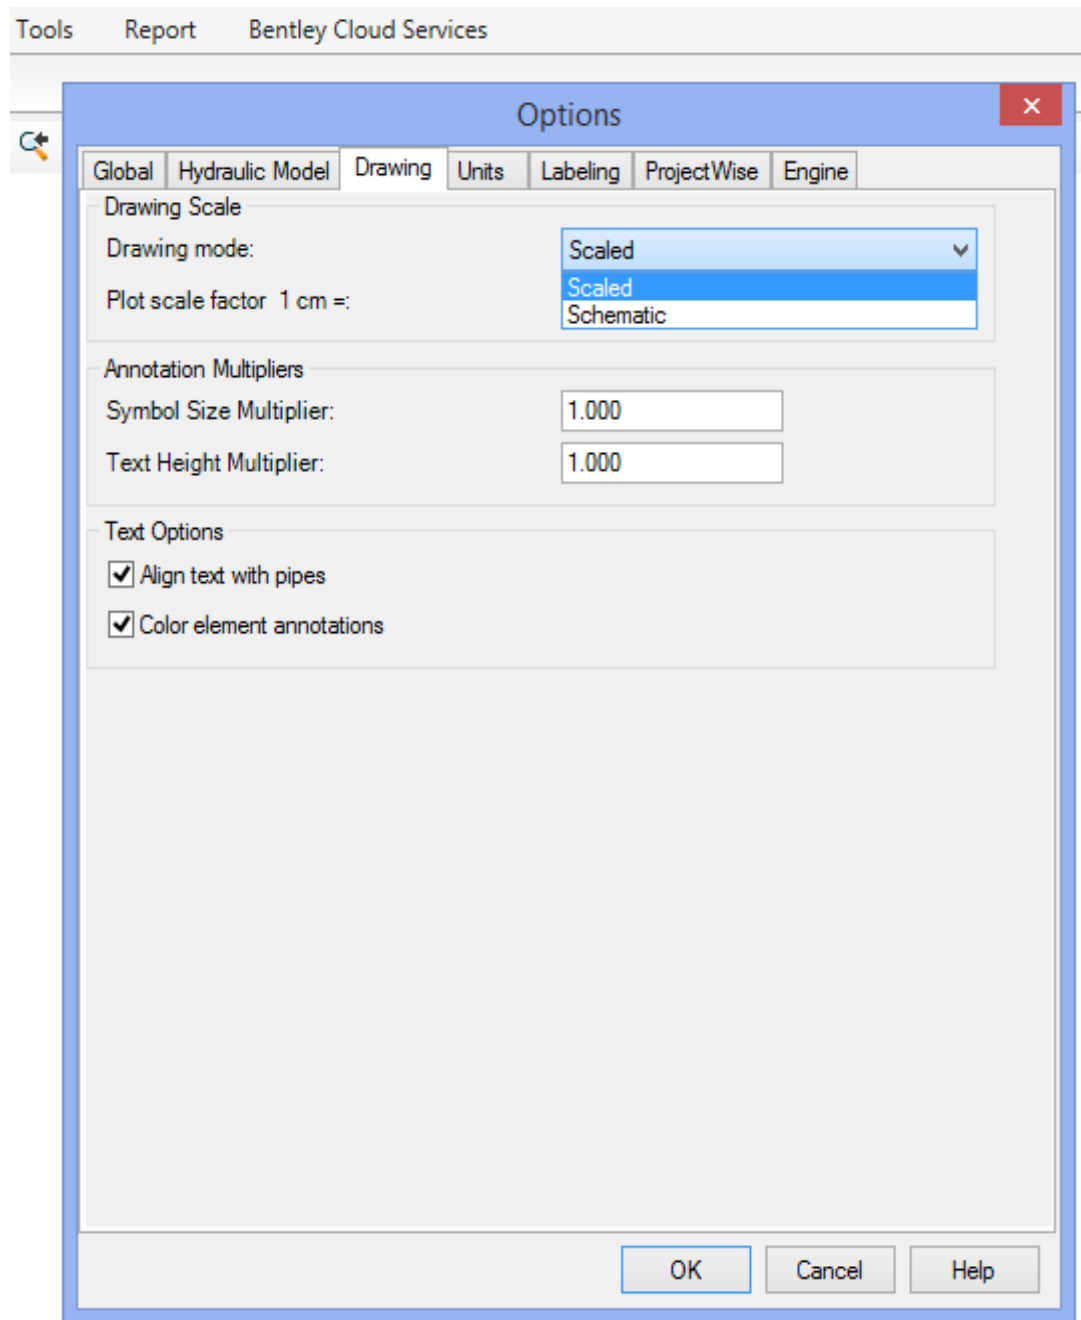 Tools Report Bentley Cloud Services
Options
Global Hydraulic Model Drawing Units Labeling ProjectWise Engine
Drawing Scale
Drawing mode: Scaled
Scaled
Plot scale factor 1 cm =:
Schematic
Annotation Multipliers
Symbol Size Multiplier: 1.000
Text Height Multiplier: 1.000
Text Options
Align text with pipes
Color element annotations
OK Cancel Help